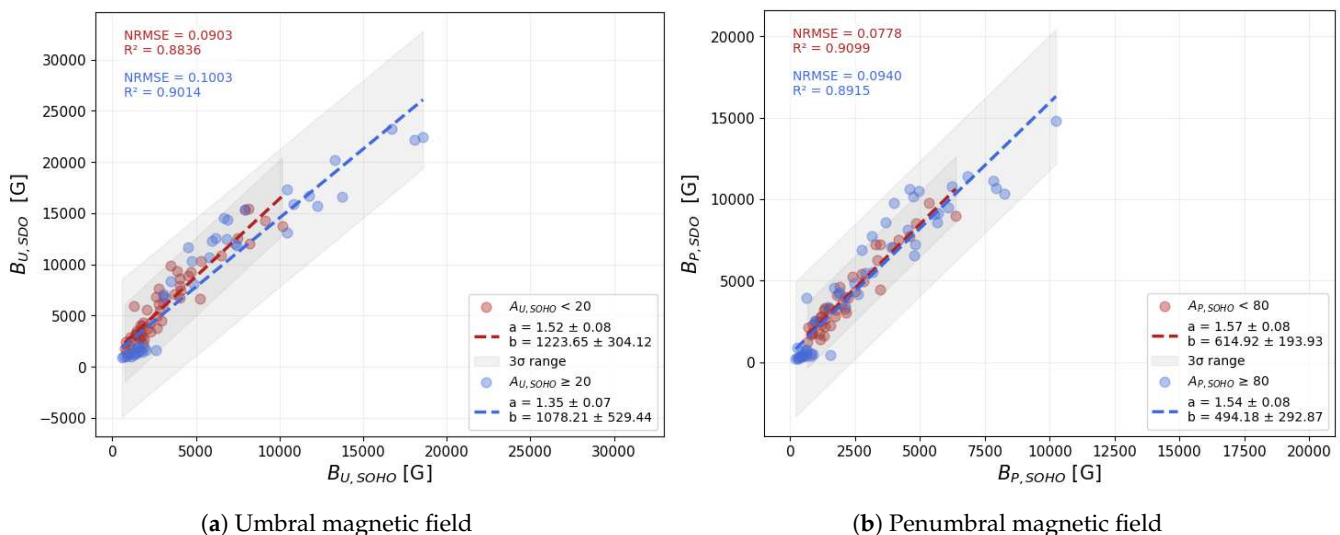 NRMSE = 0.0903
R² = 0.8836
NRMSE = 0.1003
R² = 0.9014
30000
25000
20000
15000
10000
5000
0
−5000
B_{U, SDO} [G]
A_{U, SOHO} < 20
a = 1.52 ± 0.08
b = 1223.65 ± 304.12
3σ range
A_{U, SOHO} ≥ 20
a = 1.35 ± 0.07
b = 1078.21 ± 529.44
0 5000 10000 15000 20000 25000 30000
B_{U, SOHO} [G]
(a) Umbral magnetic field
NRMSE = 0.0778
R² = 0.9099
NRMSE = 0.0940
R² = 0.8915
20000
15000
10000
5000
0
B_{P, SDO} [G]
A_{P, SOHO} < 80
a = 1.57 ± 0.08
b = 614.92 ± 193.93
3σ range
A_{P, SOHO} ≥ 80
a = 1.54 ± 0.08
b = 494.18 ± 292.87
0 2500 5000 7500 10000 12500 15000 17500 20000
B_{P, SOHO} [G]
(b) Penumbral magnetic field